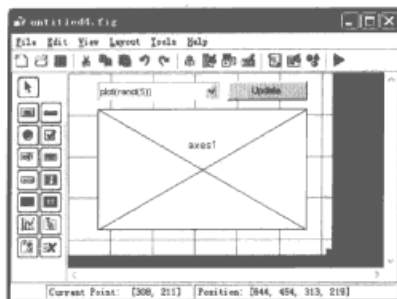 untitled4.fig
File Edit View Layout Tools Help
plot(rand(5)) Update
axes1
Current Point: [308, 211] Position: [844, 454, 313, 219]